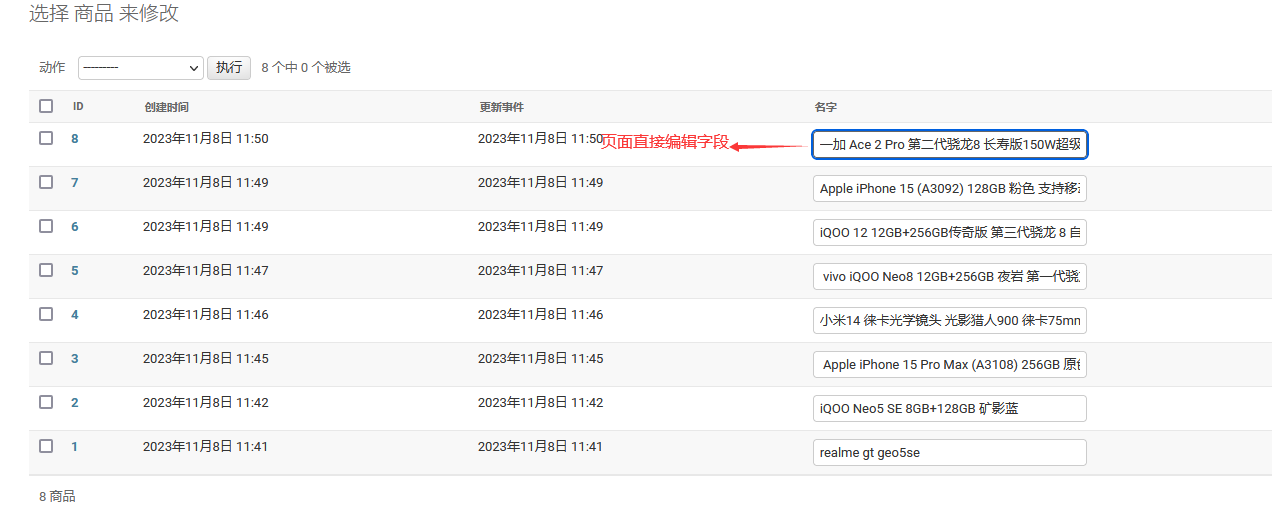 选择 商品 来修改
动作 --------- 执行 8 个中 0 个被选
ID 创建时间 更新事件 名字
8 2023年11月8日 11:50 2023年11月8日 11:50 页面直接编辑字段 一加 Ace 2 Pro 第二代骁龙8 长寿版150W超级
7 2023年11月8日 11:49 2023年11月8日 11:49 Apple iPhone 15 (A3092) 128GB 粉色 支持移
6 2023年11月8日 11:49 2023年11月8日 11:49 iQOO 12 12GB+256GB传奇版 第三代骁龙 8 自
5 2023年11月8日 11:47 2023年11月8日 11:47 vivo iQOO Neo8 12GB+256GB 夜岩 第一代骁
4 2023年11月8日 11:46 2023年11月8日 11:46 小米14 徕卡光学镜头 光影猎人900 徕卡75mm
3 2023年11月8日 11:45 2023年11月8日 11:45 Apple iPhone 15 Pro Max (A3108) 256GB 原
2 2023年11月8日 11:42 2023年11月8日 11:42 iQOO Neo5 SE 8GB+128GB 矿影蓝
1 2023年11月8日 11:41 2023年11月8日 11:41 realme gt geo5se
8 商品